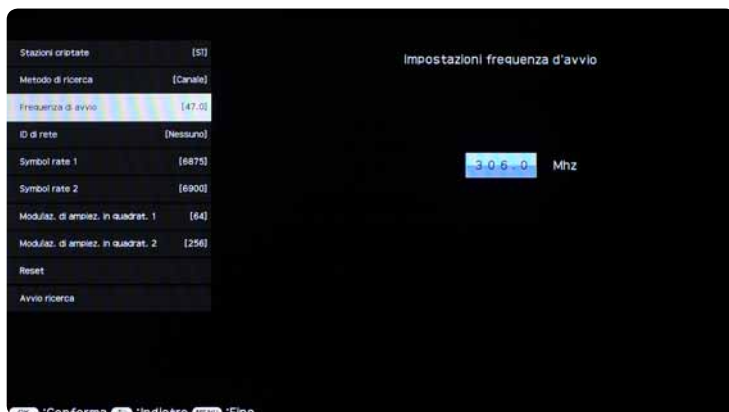 Stazioni criptate [Sì]
Metodo di ricerca [Canale]
Frequenza di avvio [47.0]
ID di rete [Nessuno]
Symbol rate 1 [6875]
Symbol rate 2 [6900]
Modulaz. di ampiez. in quadrat. 1 [64]
Modulaz. di ampiez. in quadrat. 2 [256]
Reset
Avvio ricerca
Impostazioni frequenza d'avvio
306.0 Mhz
:Conferma :Indietro :Fine